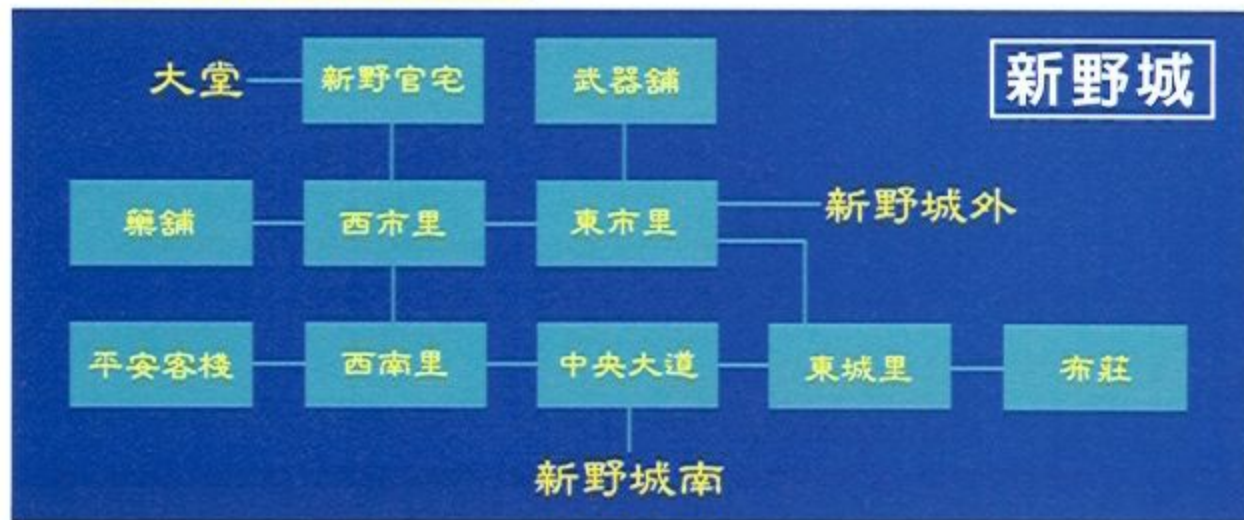 新野城
大堂
新野官宅
武器舖
藥舖
西市里
東市里
新野城外
平安客棧
西南里
中央大道
東城里
布莊
新野城南